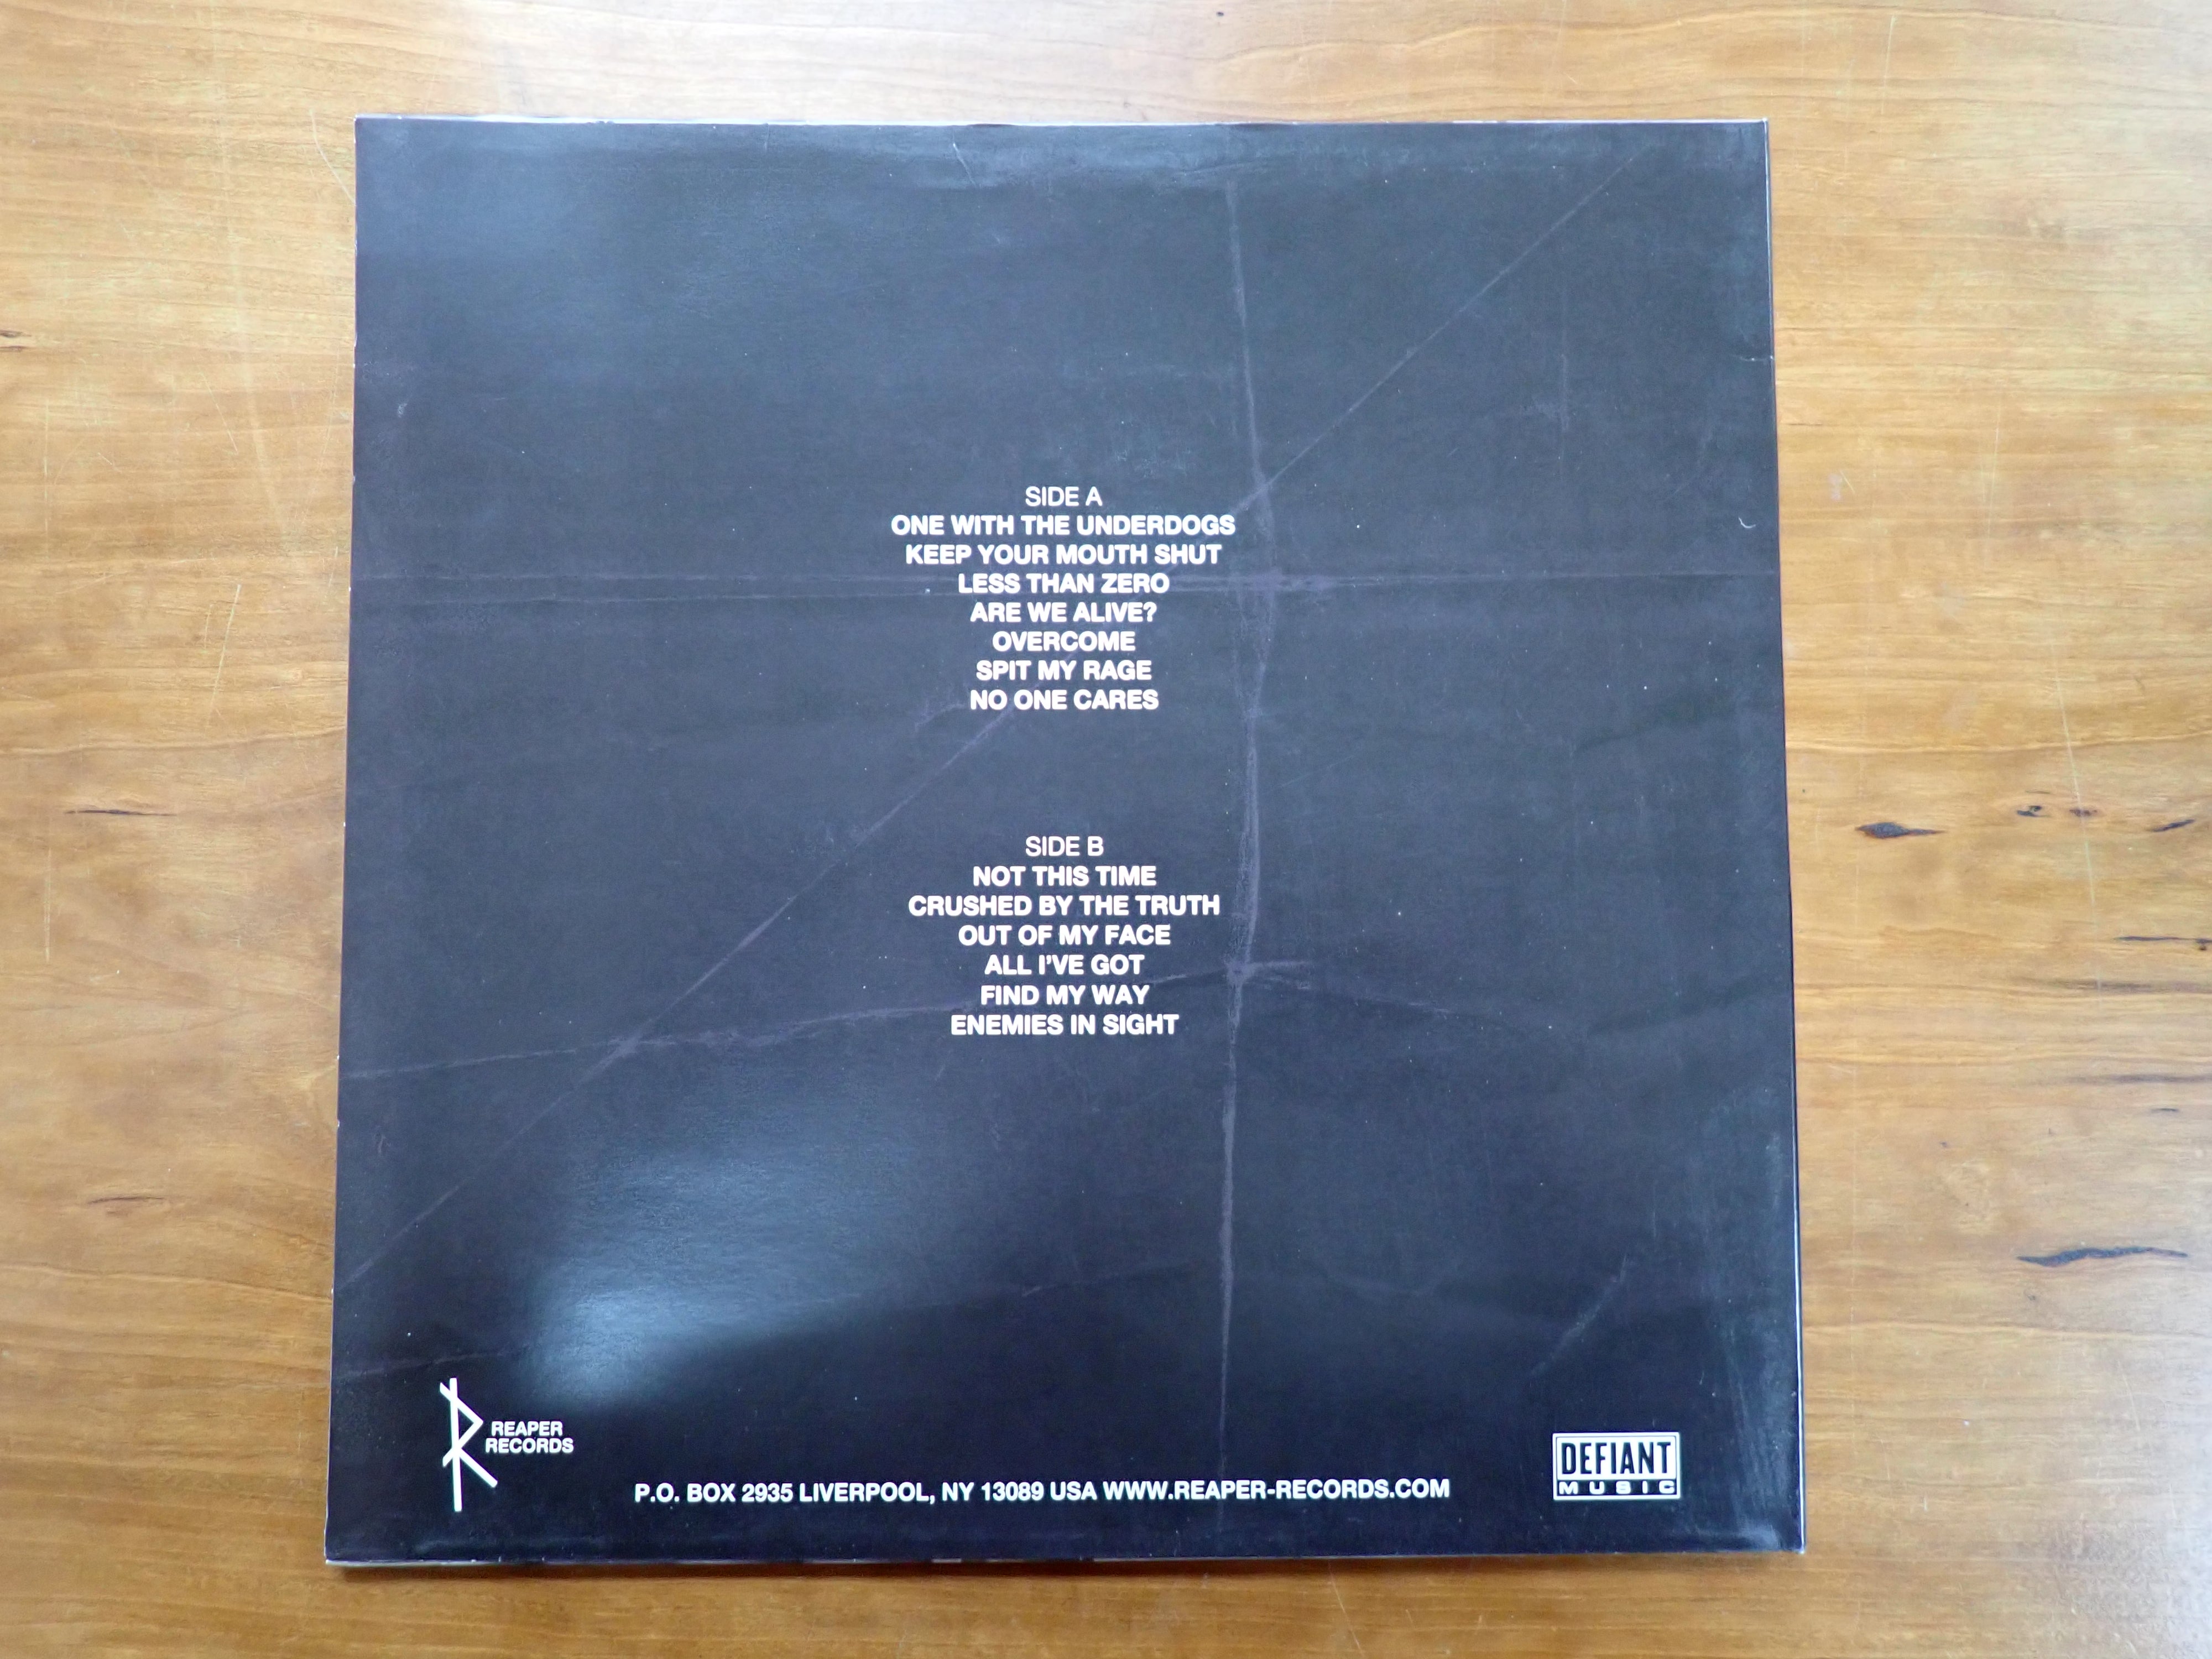 SIDE A
ONE WITH THE UNDERDOGS
KEEP YOUR MOUTH SHUT
LESS THAN ZERO
ARE WE ALIVE?
OVERCOME
SPIT MY RAGE
NO ONE CARES
SIDE B
NOT THIS TIME
CRUSHED BY THE TRUTH
OUT OF MY FACE
ALL I'VE GOT
FIND MY WAY
ENEMIES IN SIGHT
REAPER
RECORDS
P.O. BOX 2935 LIVERPOOL, NY 13089 USA WWW.REAPER-RECORDS.COM
DEFIANT
MUSIC